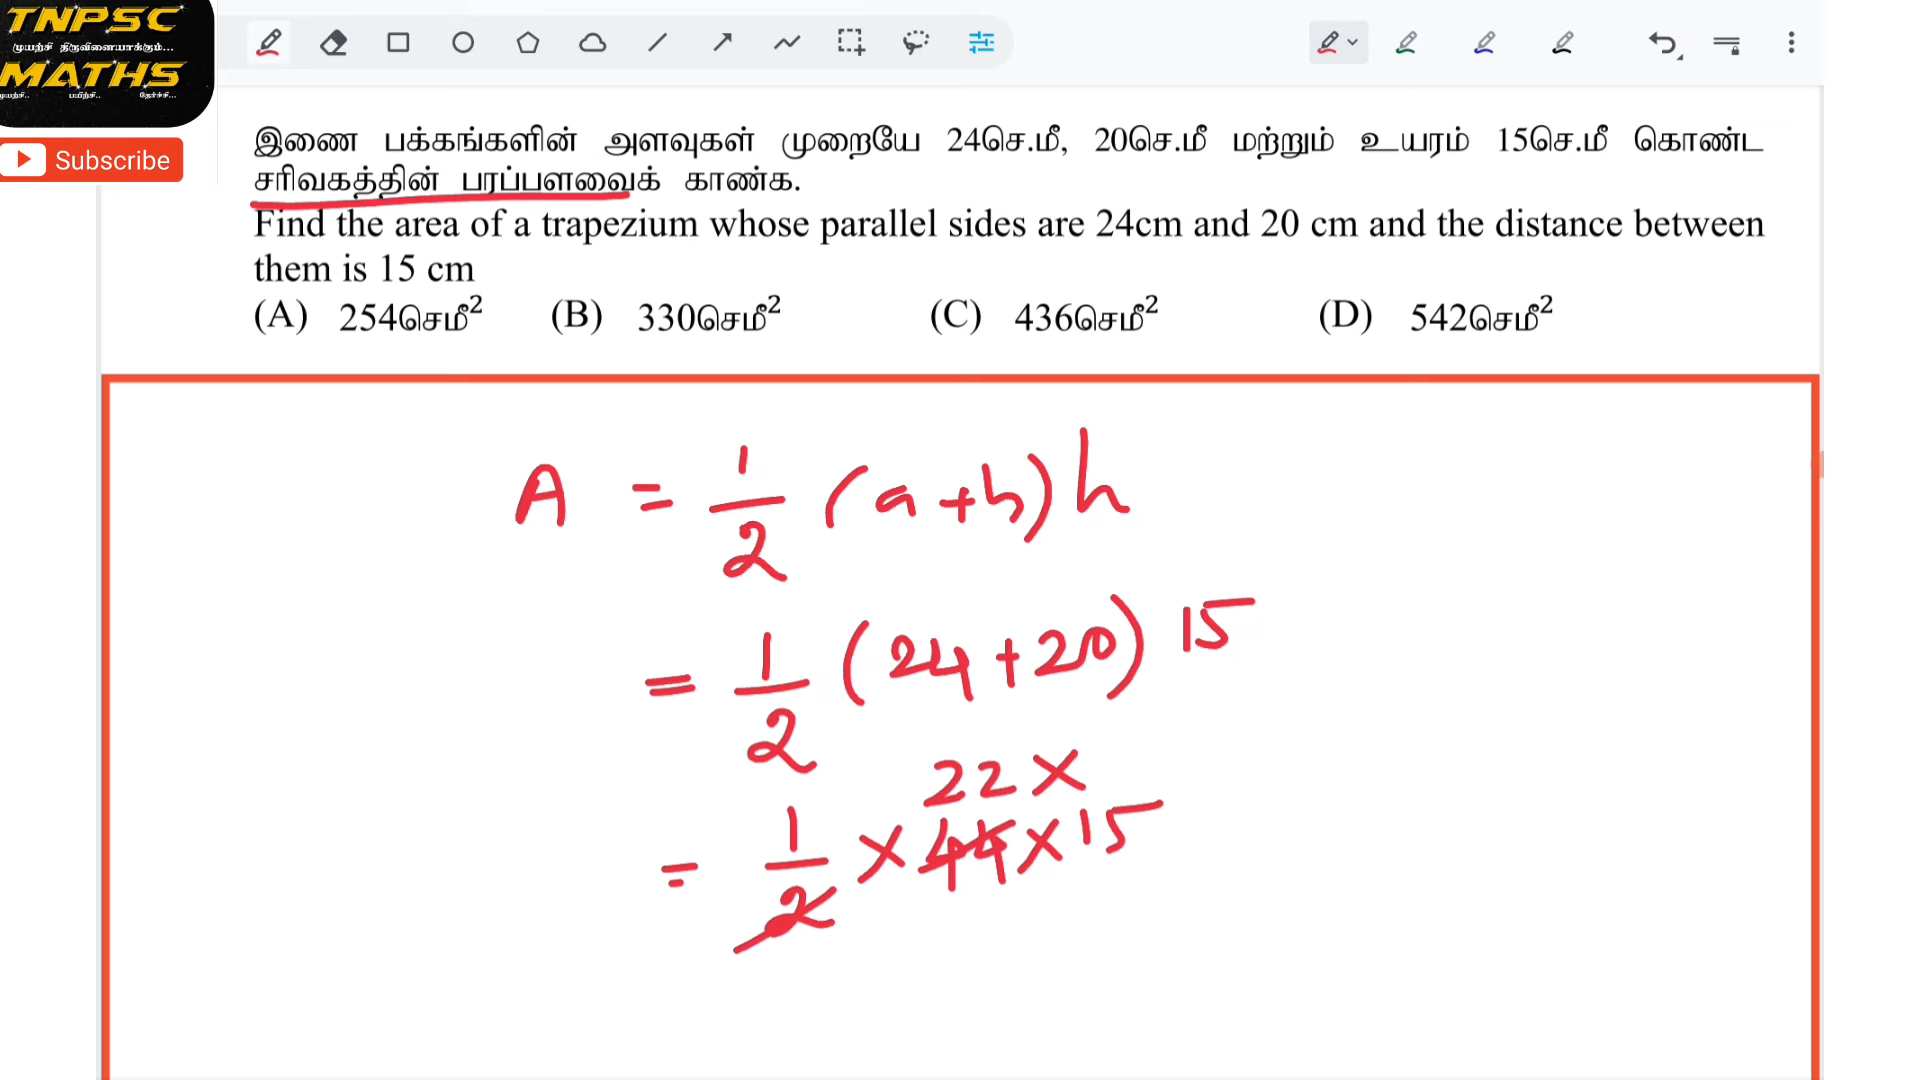 TNPSC
முயற்சி திருவினையாக்கும்...
MATHS
முயற்சி.. பயிற்சி.. தேர்ச்சி...
Subscribe
இணை பக்கங்களின் அளவுகள் முறையே 24செ.மீ, 20செ.மீ மற்றும் உயரம் 15செ.மீ கொண்ட
சரிவகத்தின் பரப்பளவைக் காண்க.
Find the area of a trapezium whose parallel sides are 24cm and 20 cm and the distance between
them is 15 cm
(A) 254செமீ² (B) 330செமீ² (C) 436செமீ² (D) 542செமீ²
A = 1/2 (a+b) h
= 1/2 (24+20) 15
22 ×
= 1/2 × 44 × 15